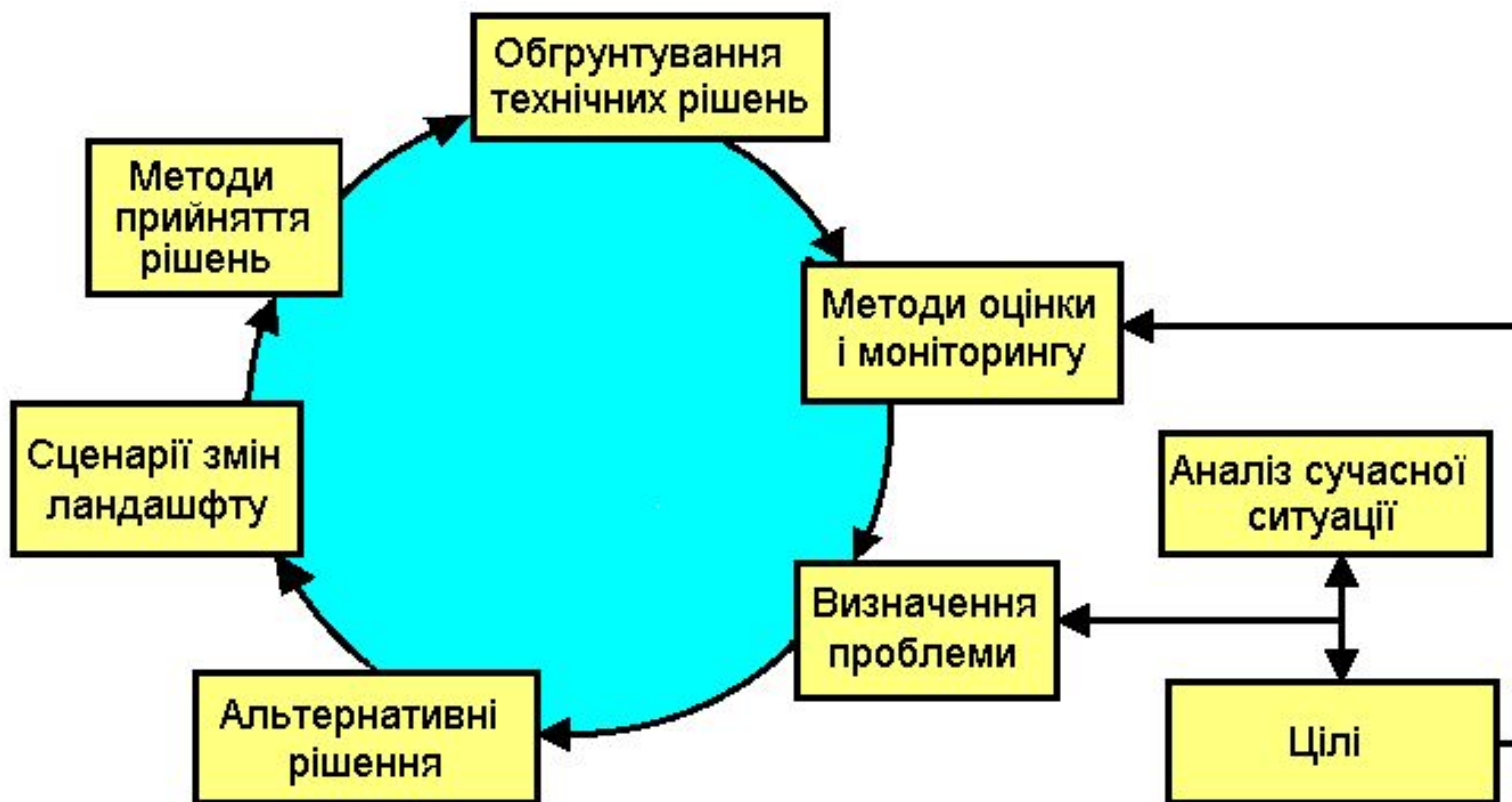 Обгрунтування
технічних рішень
Методи
прийняття
рішень
Методи оцінки
і моніторингу
Сценарії змін
ландашфту
Аналіз сучасної
ситуації
Визначення
проблеми
Альтернативні
рішення
Цілі